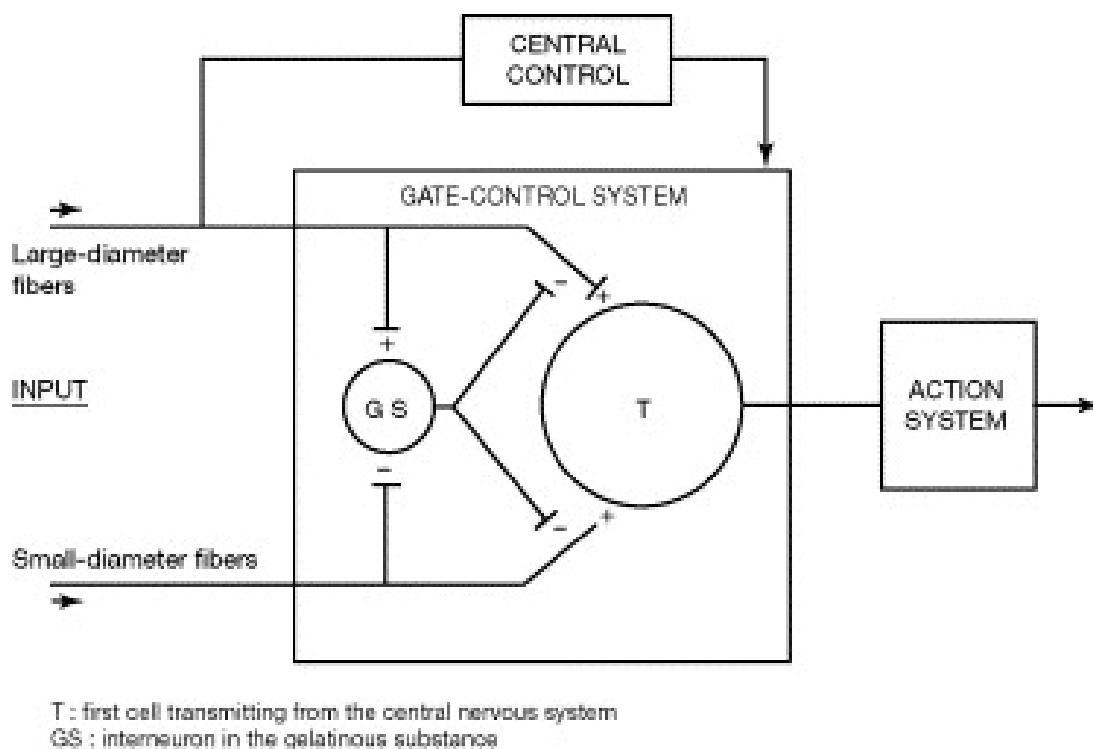 CENTRAL
CONTROL
GATE-CONTROL SYSTEM
Large-diameter
fibers
+
-
+
INPUT
G S
T
ACTION
SYSTEM
-
-
+
Small-diameter fibers
T : first cell transmitting from the central nervous system
GS : interneuron in the gelatinous substance